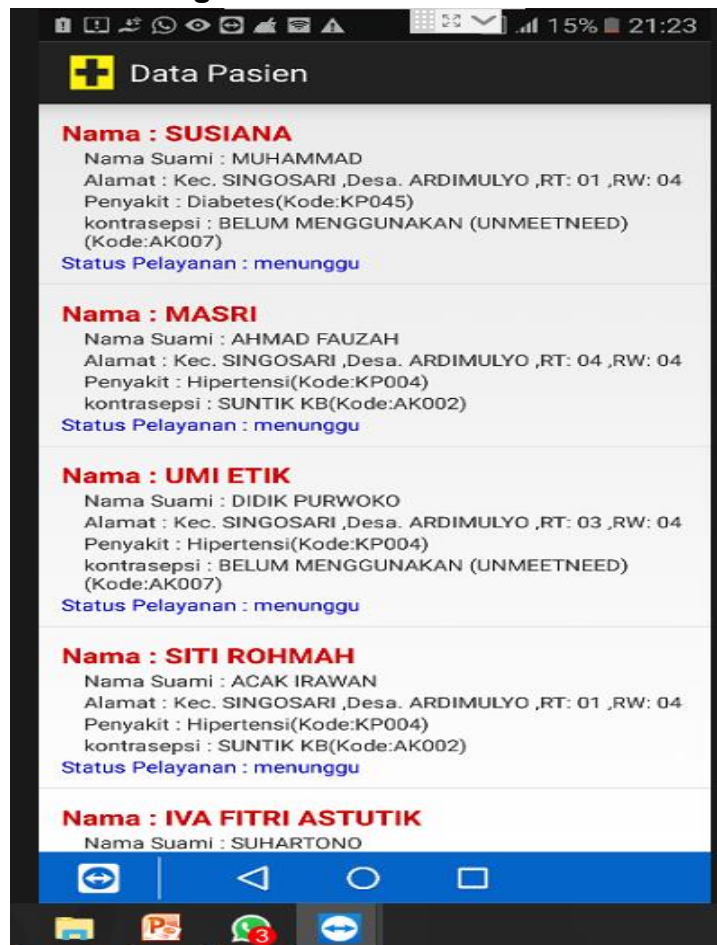 15% 21:23
Data Pasien
Nama : SUSIANA
Nama Suami : MUHAMMAD
Alamat : Kec. SINGOSARI ,Desa. ARDIMULYO ,RT: 01 ,RW: 04
Penyakit : Diabetes(Kode:KP045)
kontrasepsi : BELUM MENGGUNAKAN (UNMEETNEED)
(Kode:AK007)
Status Pelayanan : menunggu
Nama : MASRI
Nama Suami : AHMAD FAUZAH
Alamat : Kec. SINGOSARI ,Desa. ARDIMULYO ,RT: 04 ,RW: 04
Penyakit : Hipertensi(Kode:KP004)
kontrasepsi : SUNTIK KB(Kode:AK002)
Status Pelayanan : menunggu
Nama : UMI ETIK
Nama Suami : DIDIK PURWOKO
Alamat : Kec. SINGOSARI ,Desa. ARDIMULYO ,RT: 03 ,RW: 04
Penyakit : Hipertensi(Kode:KP004)
kontrasepsi : BELUM MENGGUNAKAN (UNMEETNEED)
(Kode:AK007)
Status Pelayanan : menunggu
Nama : SITI ROHMAH
Nama Suami : ACAK IRAWAN
Alamat : Kec. SINGOSARI ,Desa. ARDIMULYO ,RT: 01 ,RW: 04
Penyakit : Hipertensi(Kode:KP004)
kontrasepsi : SUNTIK KB(Kode:AK002)
Status Pelayanan : menunggu
Nama : IVA FITRI ASTUTIK
Nama Suami : SUHARTONO
3